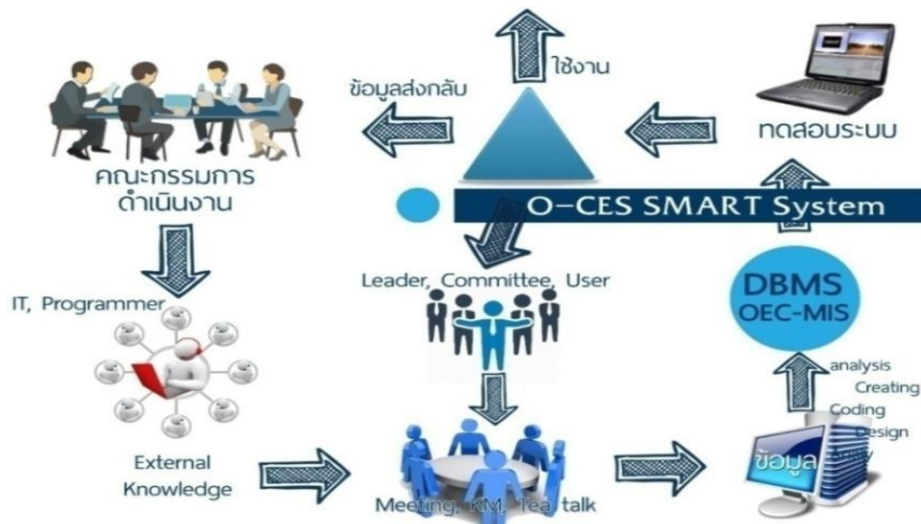 ใช้งาน
ข้อมูลส่งกลับ
ทดสอบระบบ
คณะกรรมการ
ดำเนินงาน
O-CES SMART System
Leader, Committee, User
IT, Programmer
DBMS
OEC-MIS
analysis
Creating
Coding
Design
ข้อมูล
External
Knowledge
Meeting, KM, Tea talk